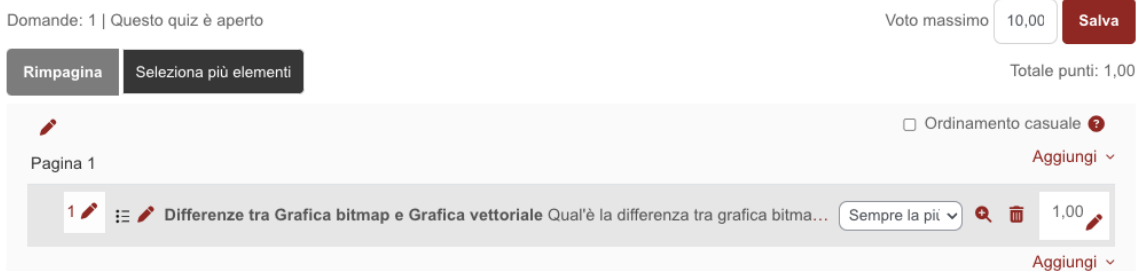 Domande: 1 | Questo quiz è aperto
Voto massimo 10,00 Salva
Rimpagina Seleziona più elementi
Totale punti: 1,00
Ordinamento casuale ?
Pagina 1
Aggiungi
1 Differenze tra Grafica bitmap e Grafica vettoriale Qual'è la differenza tra grafica bitma… Sempre la più 1,00
Aggiungi